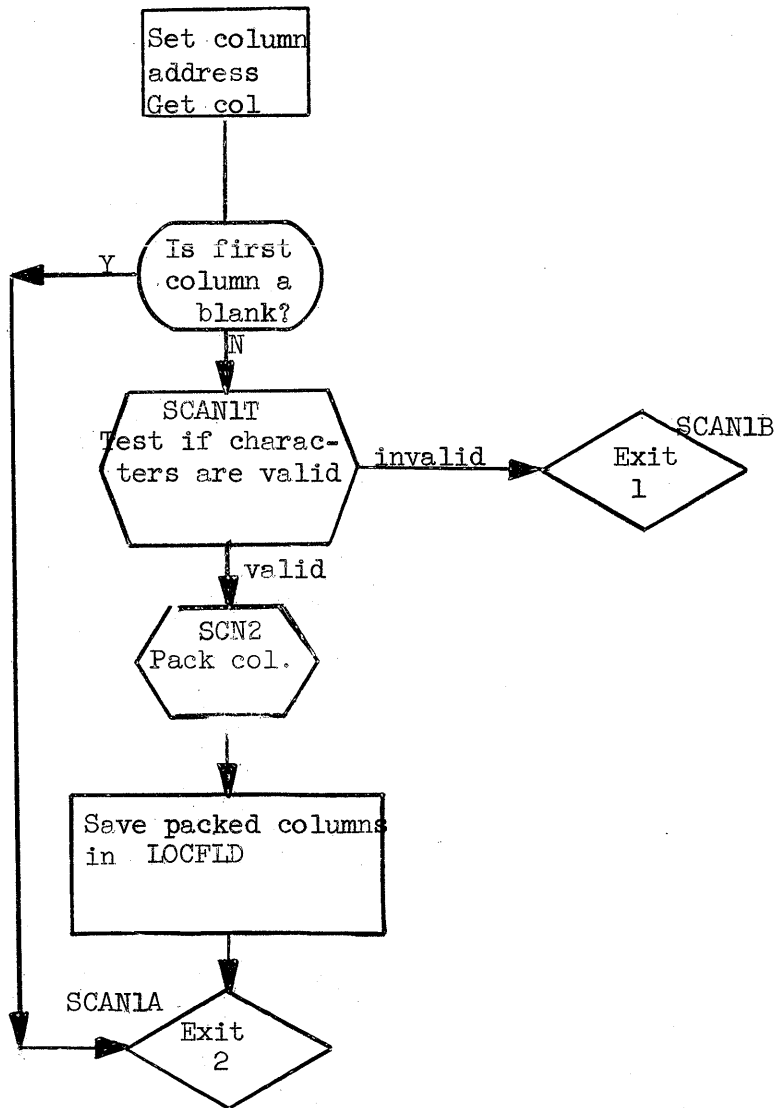 Set column
address
Get col
Is first
column a
blank?
Y
N
SCAN1T
Test if charac-
ters are valid
invalid
SCAN1B
Exit
1
valid
SCN2
Pack col.
Save packed columns
in LOCFLD
SCAN1A
Exit
2